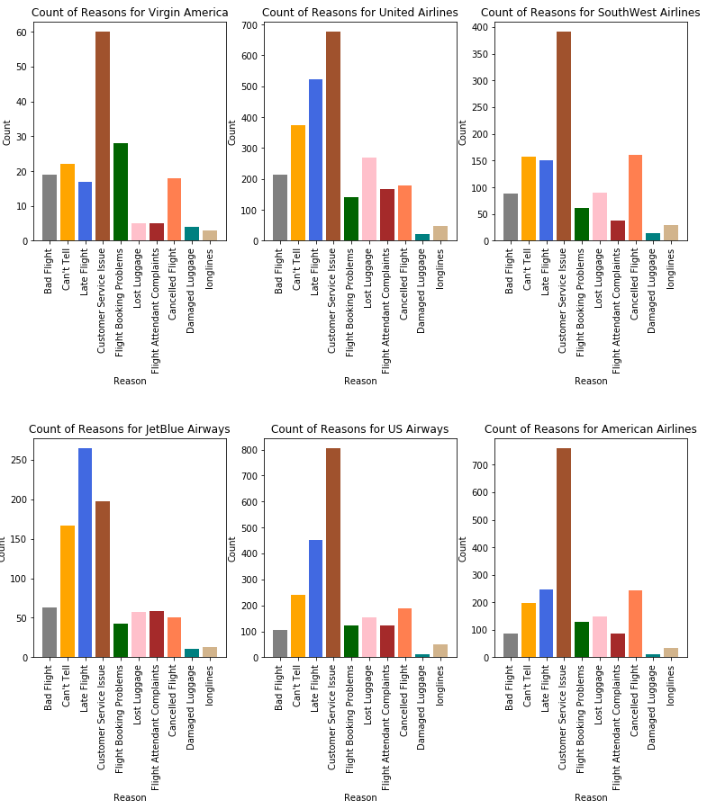 Count of Reasons for Virgin America
60
50
40
30
20
10
0
Count
Bad Flight
Can't Tell
Late Flight
Customer Service Issue
Flight Booking Problems
Lost Luggage
Flight Attendant Complaints
Cancelled Flight
Damaged Luggage
longlines
Reason
Count of Reasons for United Airlines
700
600
500
400
300
200
100
0
Count
Bad Flight
Can't Tell
Late Flight
Customer Service Issue
Flight Booking Problems
Lost Luggage
Flight Attendant Complaints
Cancelled Flight
Damaged Luggage
longlines
Reason
Count of Reasons for SouthWest Airlines
400
350
300
250
200
150
100
50
0
Count
Bad Flight
Can't Tell
Late Flight
Customer Service Issue
Flight Booking Problems
Lost Luggage
Flight Attendant Complaints
Cancelled Flight
Damaged Luggage
longlines
Reason
Count of Reasons for JetBlue Airways
250
200
150
100
50
0
Count
Bad Flight
Can't Tell
Late Flight
Customer Service Issue
Flight Booking Problems
Lost Luggage
Flight Attendant Complaints
Cancelled Flight
Damaged Luggage
longlines
Reason
Count of Reasons for US Airways
800
700
600
500
400
300
200
100
0
Count
Bad Flight
Can't Tell
Late Flight
Customer Service Issue
Flight Booking Problems
Lost Luggage
Flight Attendant Complaints
Cancelled Flight
Damaged Luggage
longlines
Reason
Count of Reasons for American Airlines
700
600
500
400
300
200
100
0
Count
Bad Flight
Can't Tell
Late Flight
Customer Service Issue
Flight Booking Problems
Lost Luggage
Flight Attendant Complaints
Cancelled Flight
Damaged Luggage
longlines
Reason